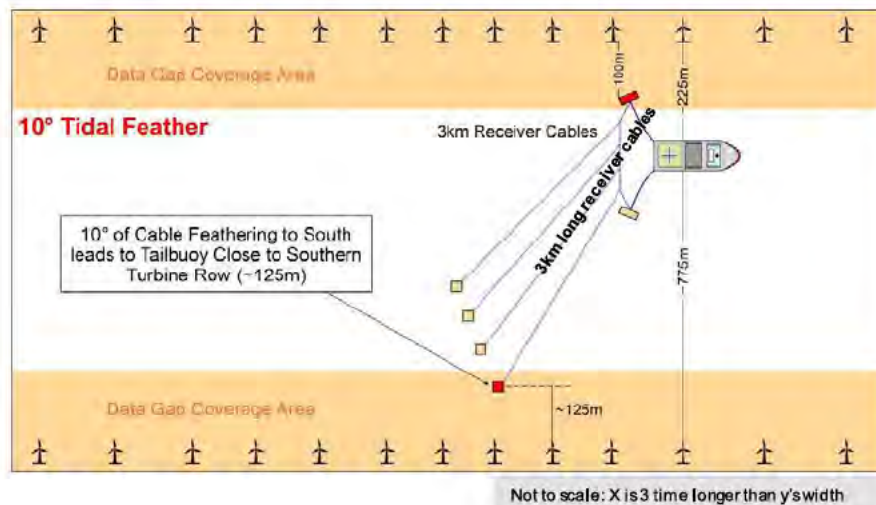 Data Gap Coverage Area
100m
225m
10° Tidal Feather
3km Receiver Cables
3km long receiver cables
10° of Cable Feathering to South
leads to Tailbuoy Close to Southern
Turbine Row (~125m)
~775m
Data Gap Coverage Area
~125m
Not to scale: X is 3 time longer than y's width